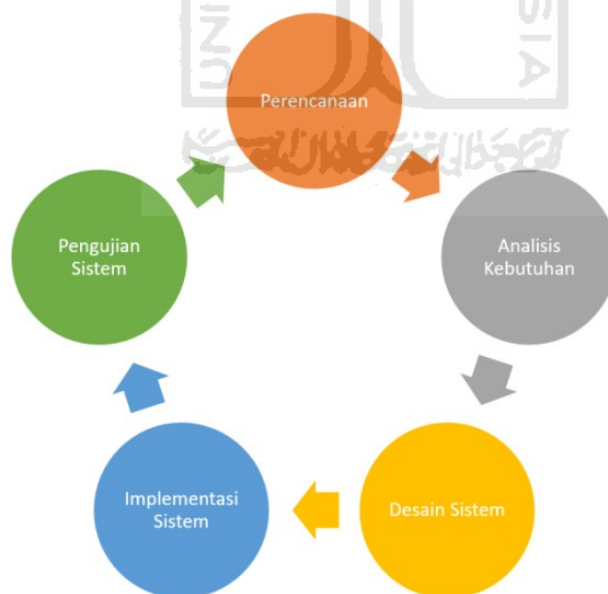 Perencanaan
Analisis
Kebutuhan
Desain Sistem
Implementasi
Sistem
Pengujian
Sistem